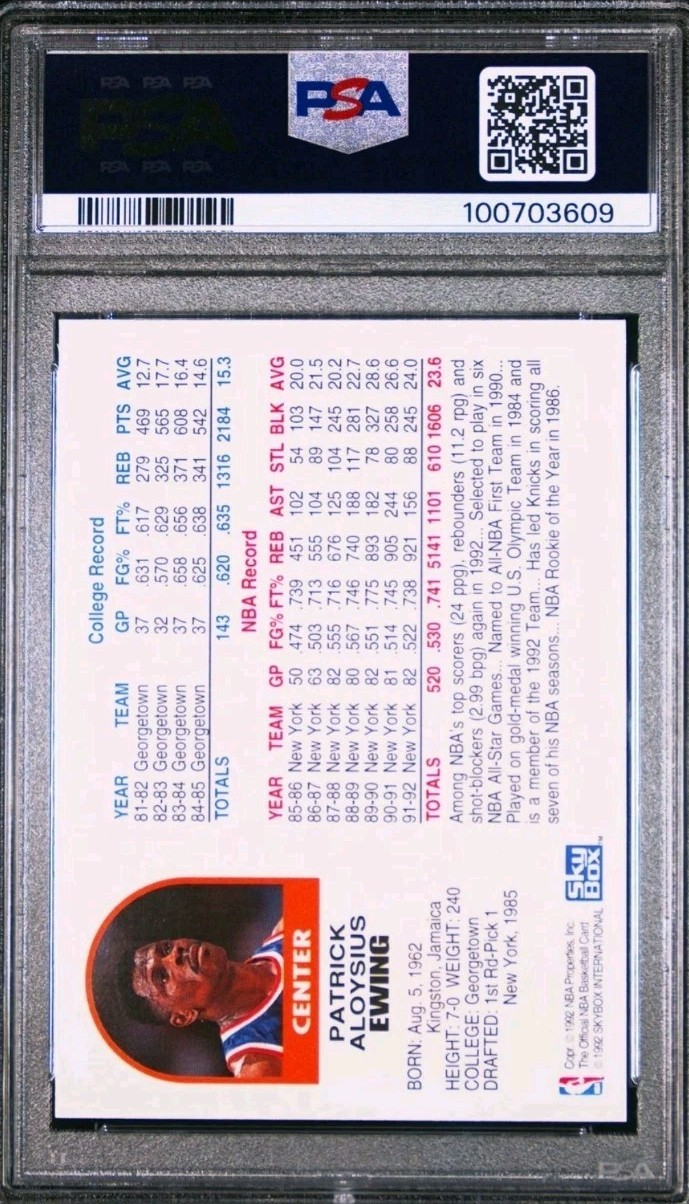 PSA PSA PSA
PSA
PSA PSA PSA
PSA
100703609
CENTER
PATRICK
ALOYSIUS
EWING
BORN: Aug. 5, 1962
Kingston, Jamaica
HEIGHT: 7-0 WEIGHT: 240
COLLEGE: Georgetown
DRAFTED: 1st Rd-Pick 1
New York, 1985
Copr. © 1992 NBA Properties, Inc.
The Official NBA Basketball Card
© 1992 SKYBOX INTERNATIONAL
SKY
BOX™
College Record
YEAR TEAM GP FG% FT% REB PTS AVG
81-82 Georgetown 37 .631 .617 279 469 12.7
82-83 Georgetown 32 .570 .629 325 565 17.7
83-84 Georgetown 37 .658 .656 371 608 16.4
84-85 Georgetown 37 .625 .638 341 542 14.6
TOTALS 143 .620 .635 1316 2184 15.3
NBA Record
YEAR TEAM GP FG% FT% REB AST STL BLK AVG
85-86 New York 50 .474 .739 451 102 54 103 20.0
86-87 New York 63 .503 .713 555 104 89 147 21.5
87-88 New York 82 .555 .716 676 125 104 245 20.2
88-89 New York 80 .567 .746 740 188 117 281 22.7
89-90 New York 82 .551 .775 893 182 78 327 28.6
90-91 New York 81 .514 .745 905 244 80 258 26.6
91-92 New York 82 .522 .738 921 156 88 245 24.0
TOTALS 520 .530 .741 5141 1101 610 1606 23.6
Among NBA's top scorers (24 ppg), rebounders (11.2 rpg) and
shot-blockers (2.99 bpg) again in 1992... Selected to play in six
NBA All-Star Games... Named to All-NBA First Team in 1990...
Played on gold-medal winning U.S. Olympic Team in 1984 and
is a member of the 1992 Team... Has led Knicks in scoring all
seven of his NBA seasons... NBA Rookie of the Year in 1986.
PSA